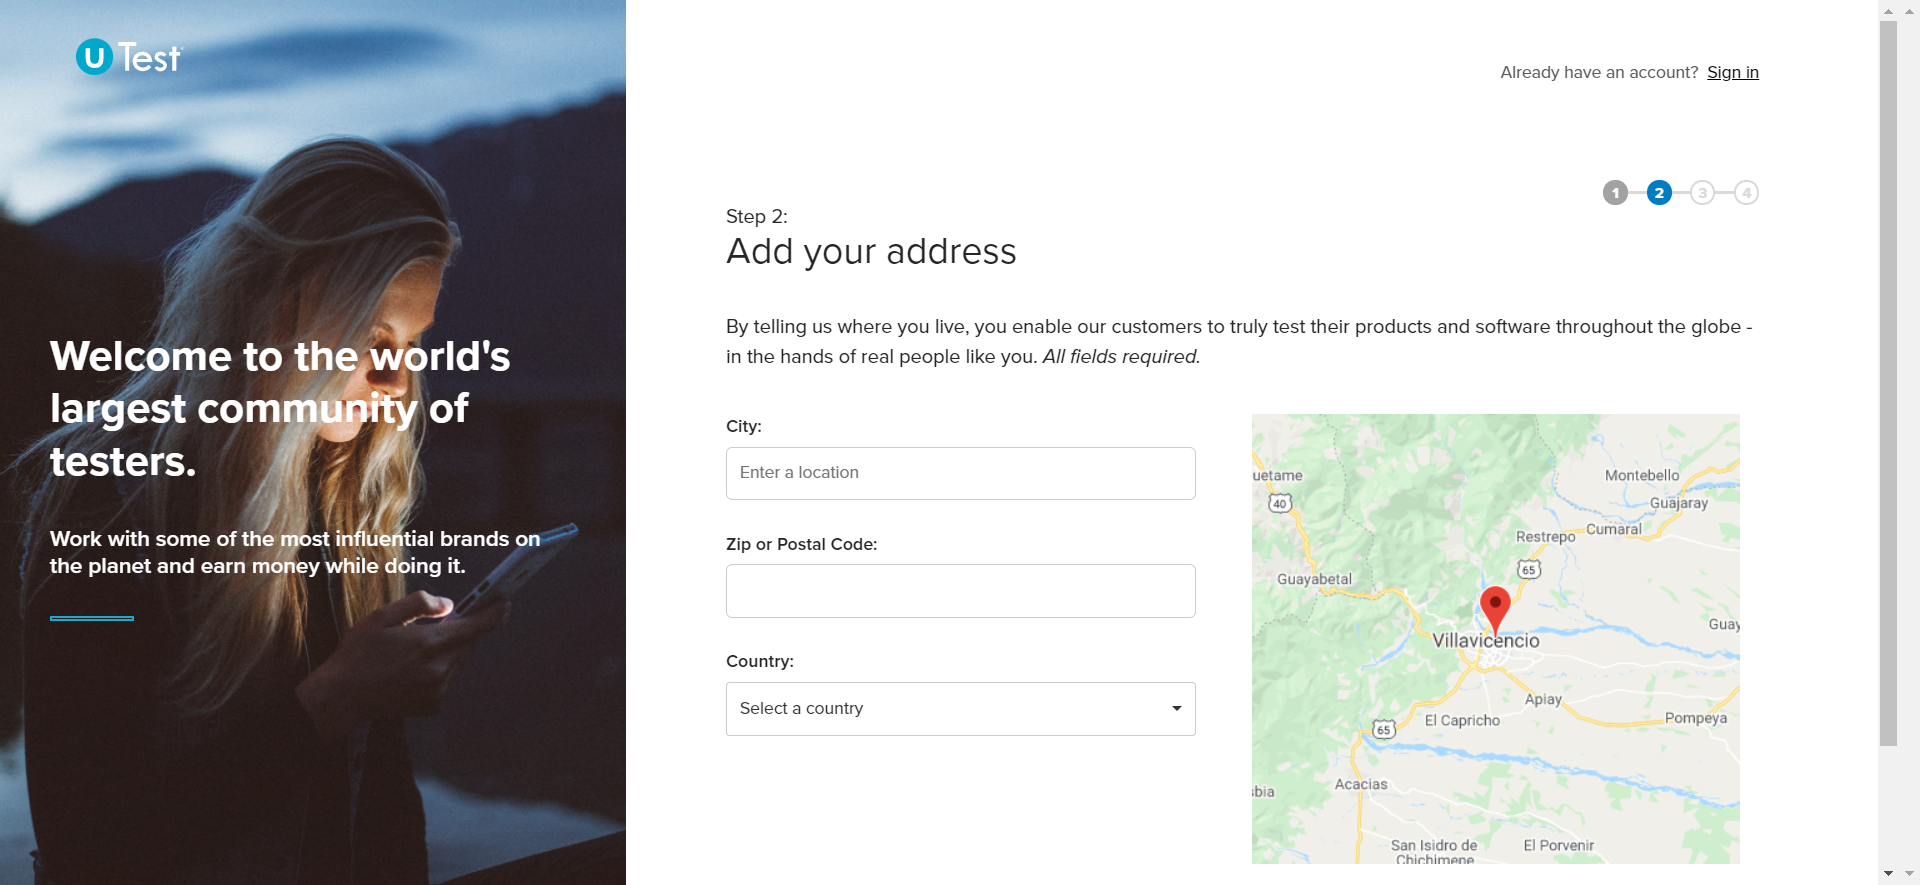 U Test
Already have an account? Sign in
1 2 3 4
Step 2:
Add your address
By telling us where you live, you enable our customers to truly test their products and software throughout the globe -
in the hands of real people like you. All fields required.
Welcome to the world's
largest community of
testers.
Work with some of the most influential brands on
the planet and earn money while doing it.
City:
Enter a location
Zip or Postal Code:
Country:
Select a country
uetame
Montebello
40
Guajaray
Cumaral
Restrepo
65
Guayabetal
Guay
Villavicencio
Apiay
El Capricho
Pompeya
65
Acacias
bia
San Isidro de
Chichimene
El Porvenir